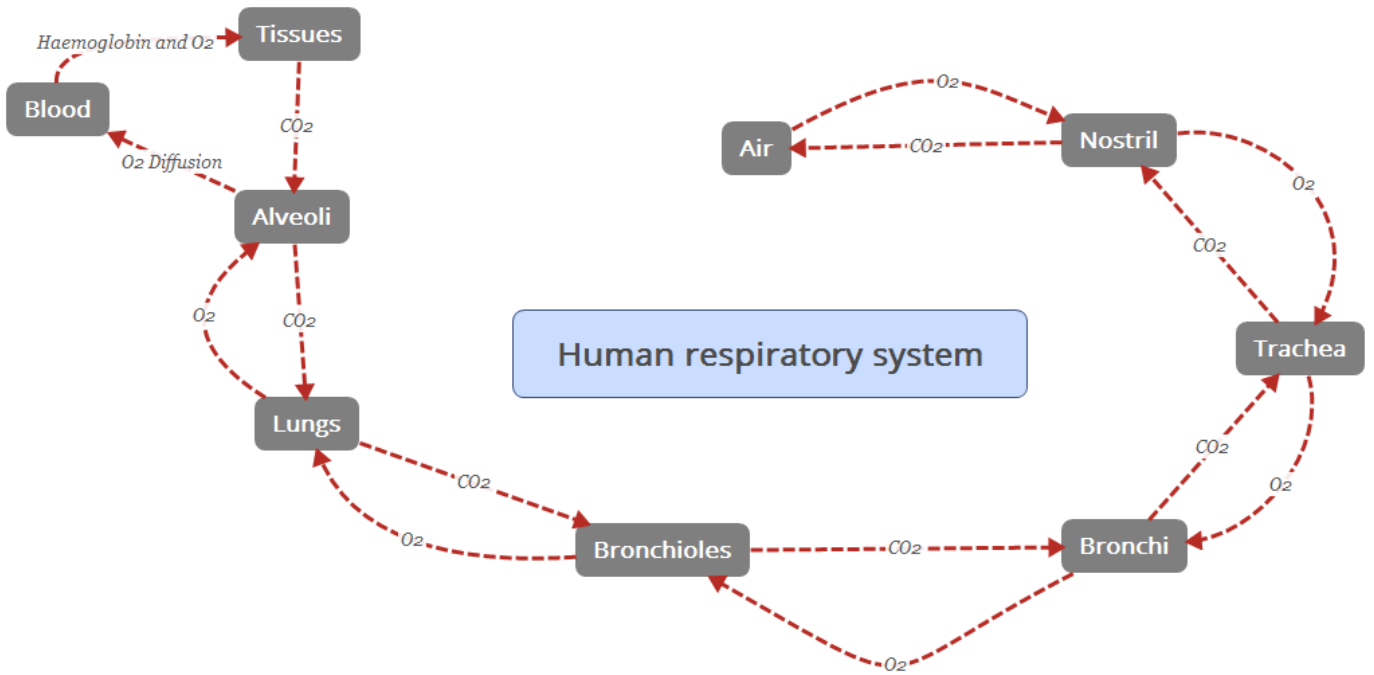 Tissues
Haemoglobin and O2
Blood
CO2
O2 Diffusion
Alveoli
O2
CO2
Lungs
CO2
O2
Bronchioles
CO2
O2
Bronchi
CO2
O2
Trachea
CO2
O2
Nostril
O2
CO2
Air
Human respiratory system